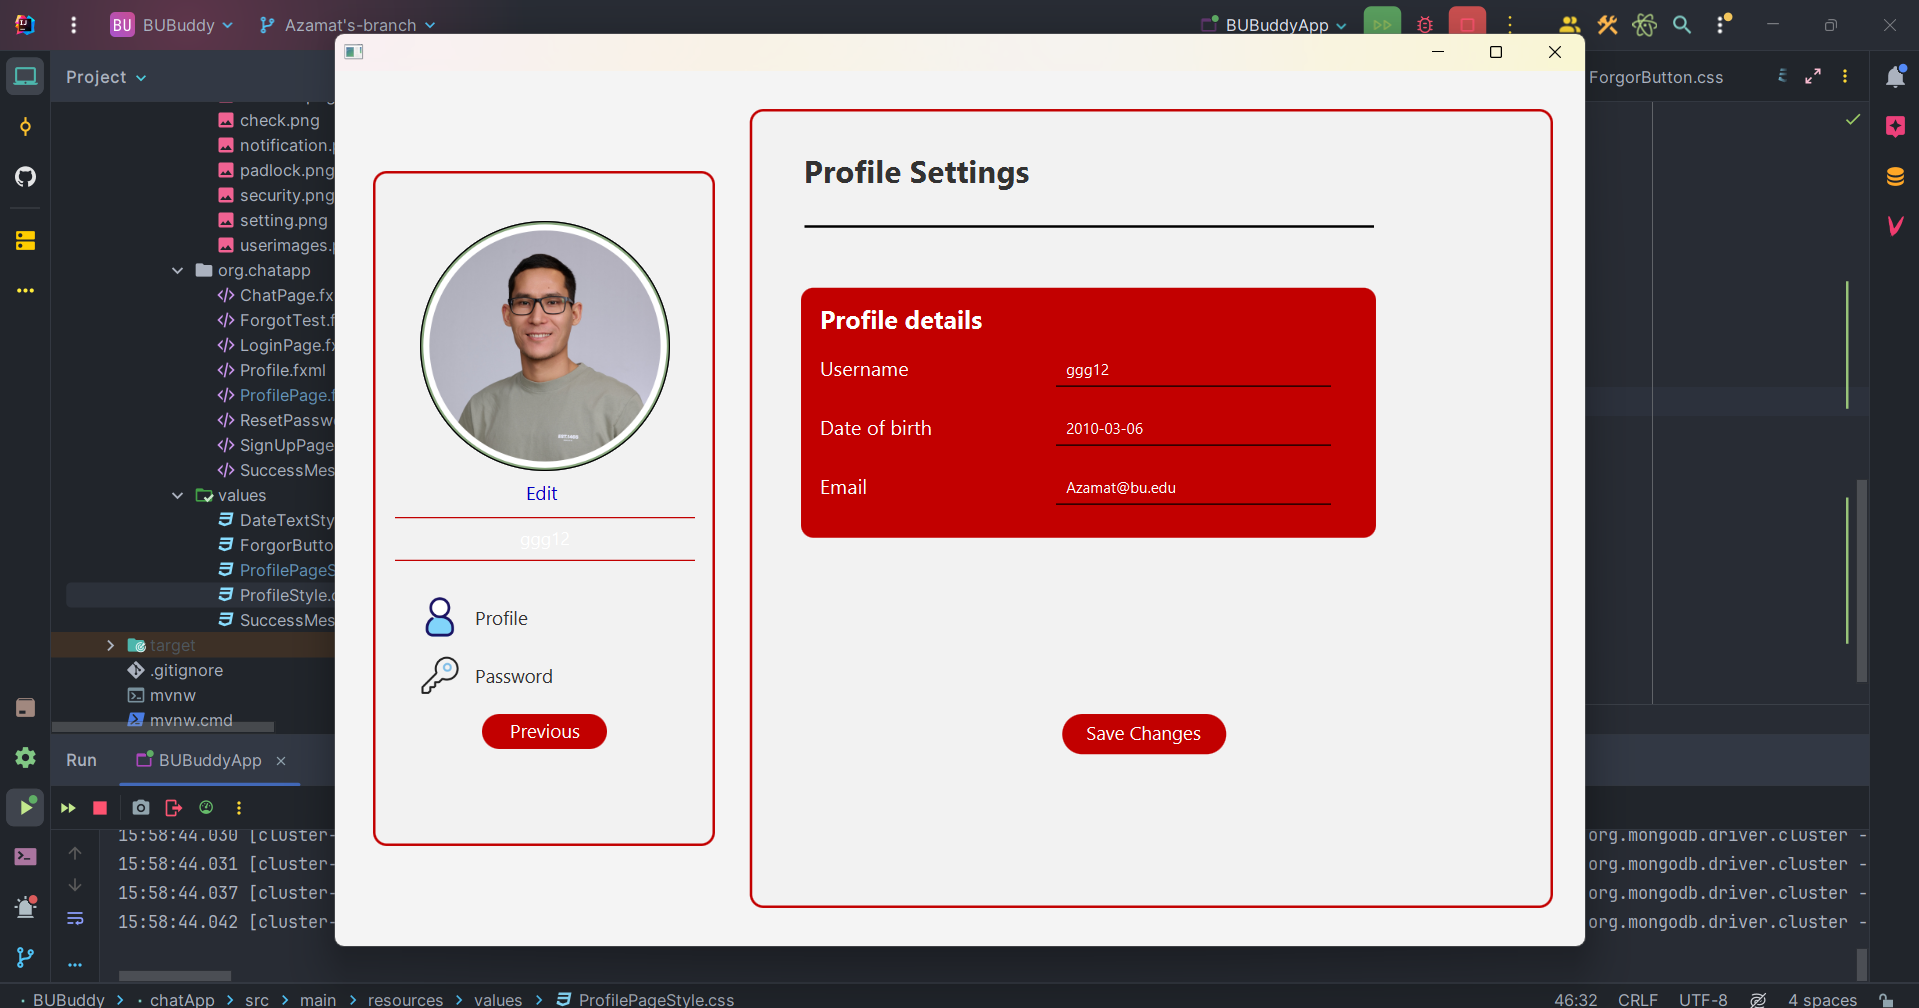 BU BUBuddy Azamat's-branch BUBuddyApp
Project ForgorButton.css
check.png
notification.
padlock.png
security.png
setting.png
userimages.
org.chatapp
ChatPage.fx
ForgotTest.f
LoginPage.fx
Profile.fxml
ProfilePage.f
ResetPassw
SignUpPage
SuccessMes
values
DateTextSty
ForgorButto
ProfilePageS
ProfileStyle.c
SuccessMes
target
.gitignore
mvnw
mvnw.cmd
Edit
ggg12
Profile
Password
Previous
Profile Settings
Profile details
Username ggg12
Date of birth 2010-03-06
Email Azamat@bu.edu
Save Changes
Run BUBuddyApp
15:58:44.030 [cluster- org.mongodb.driver.cluster -
15:58:44.031 [cluster- org.mongodb.driver.cluster -
15:58:44.037 [cluster- org.mongodb.driver.cluster -
15:58:44.042 [cluster- org.mongodb.driver.cluster -
BUBuddy > chatApp > src > main > resources > values > ProfilePageStyle.css 46:32 CRLF UTF-8 4 spaces